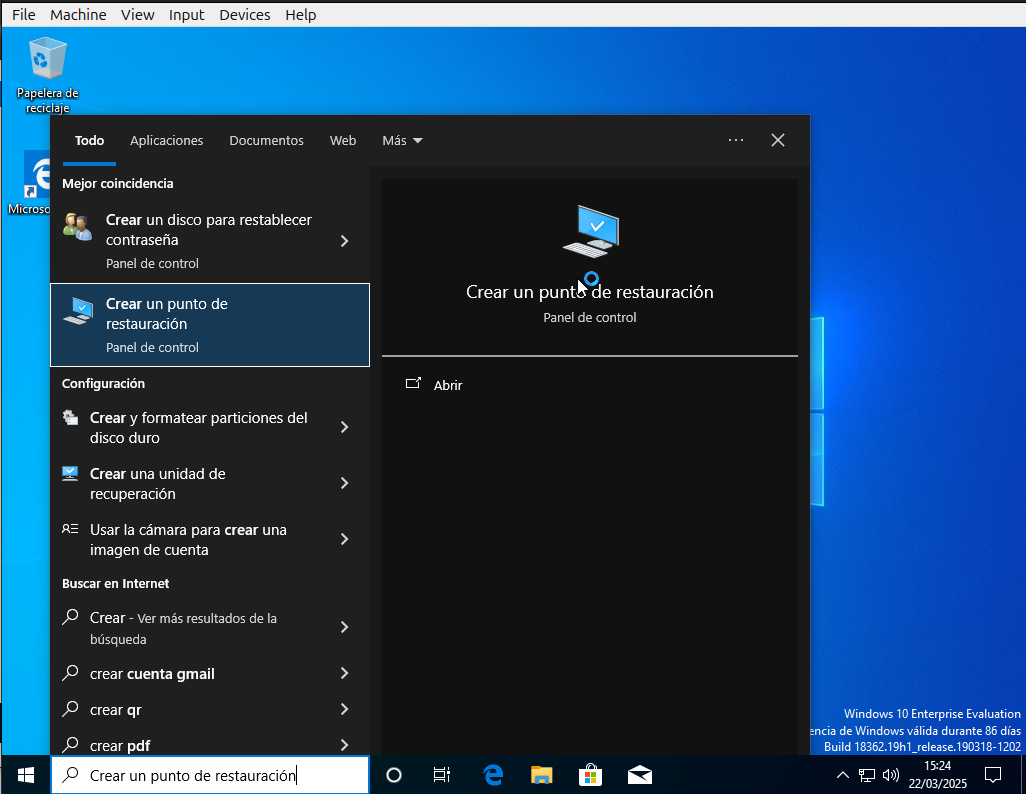 File Machine View Input Devices Help
Papelera de
reciclaje
Microso
Todo Aplicaciones Documentos Web Más
Mejor coincidencia
Crear un disco para restablecer
contraseña
Panel de control
Crear un punto de
restauración
Panel de control
Configuración
Crear y formatear particiones del
disco duro
Crear una unidad de
recuperación
Usar la cámara para crear una
imagen de cuenta
Buscar en Internet
Crear - Ver más resultados de la
búsqueda
crear cuenta gmail
crear qr
crear pdf
Crear un punto de restauración
Panel de control
Abrir
Windows 10 Enterprise Evaluation
encia de Windows válida durante 86 días
Build 18362.19h1_release.190318-1202
Crear un punto de restauración
15:24
22/03/2025